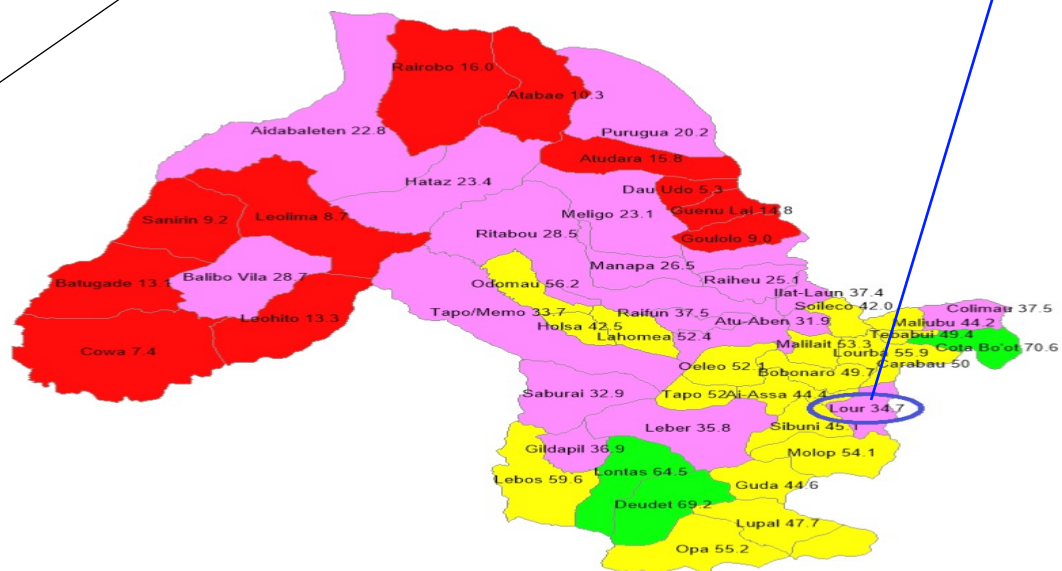 Rairobo 16.0
Atabae 10.3
Aidabaleten 22.8
Purugua 20.2
Atudara 15.8
Hataz 23.4
Dau Udo 5.3
Sanirin 9.2
Leolima 8.7
Meligo 23.1
Guenu Lai 14.8
Ritabou 28.5
Goulolo 9.0
Manapa 26.5
Batugade 13.1
Balibo Vila 28.7
Raiheu 25.1
Odomau 56.2
Ilat-Laun 37.4
Soileco 42.0
Colimau 37.5
Tapo/Memo 33.7
Raifun 37.5
Leohito 13.3
Holsa 42.5
Atu-Aben 31.9
Maliubu 44.2
Lahomea 52.4
Tebabui 49.4
Malilait 53.3
Cota Bo'ot 70.6
Cowa 7.4
Lourba 55.9
Oeleo 52.1
Carabau 50
Bobonaro 49.7
Saburai 32.9
Tapo 52
Ai-Assa 44.4
Lour 34.7
Leber 35.8
Sibuni 45.1
Gildapil 36.9
Molop 54.1
Lontas 64.5
Lebos 59.6
Guda 44.6
Deudet 69.2
Lupal 47.7
Opa 55.2